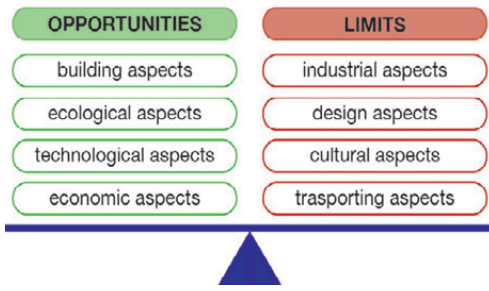 OPPORTUNITIES
building aspects
ecological aspects
technological aspects
economic aspects
LIMITS
industrial aspects
design aspects
cultural aspects
trasporting aspects